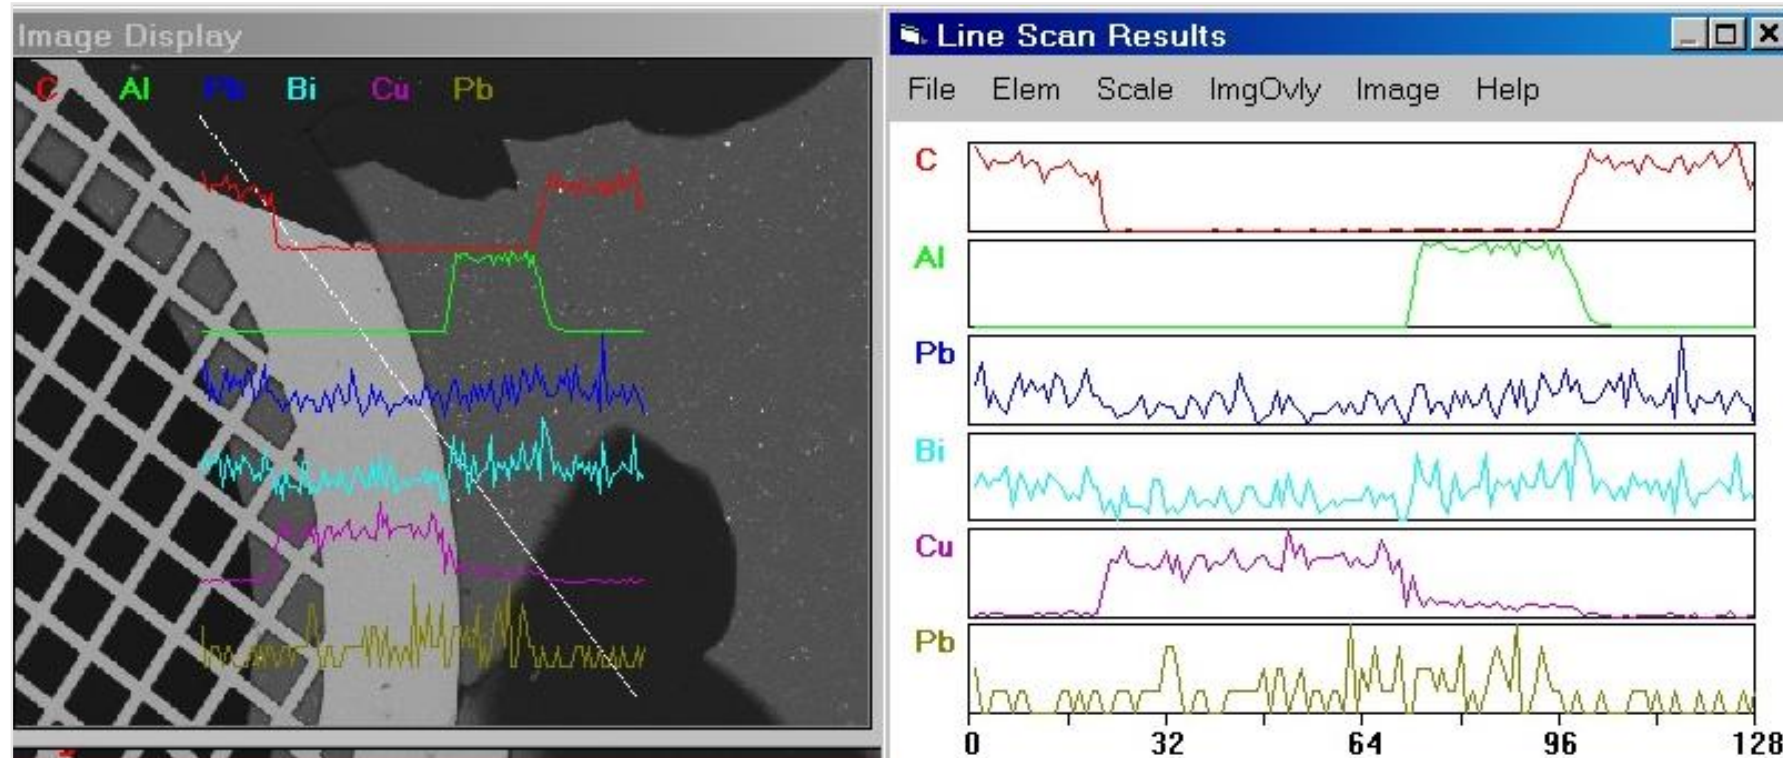 Image Display
C Al Pb Bi Cu Pb
Line Scan Results
File Elem Scale ImgOvly Image Help
C
Al
Pb
Bi
Cu
Pb
0 32 64 96 128